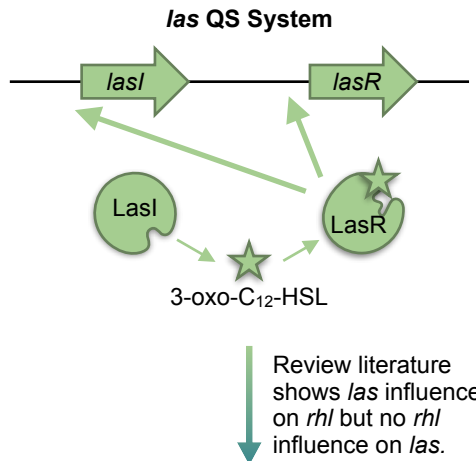 las QS System
lasI
lasR
LasI
LasR
3-oxo-C₁₂-HSL
Review literature
shows las influence
on rhl but no rhl
influence on las.